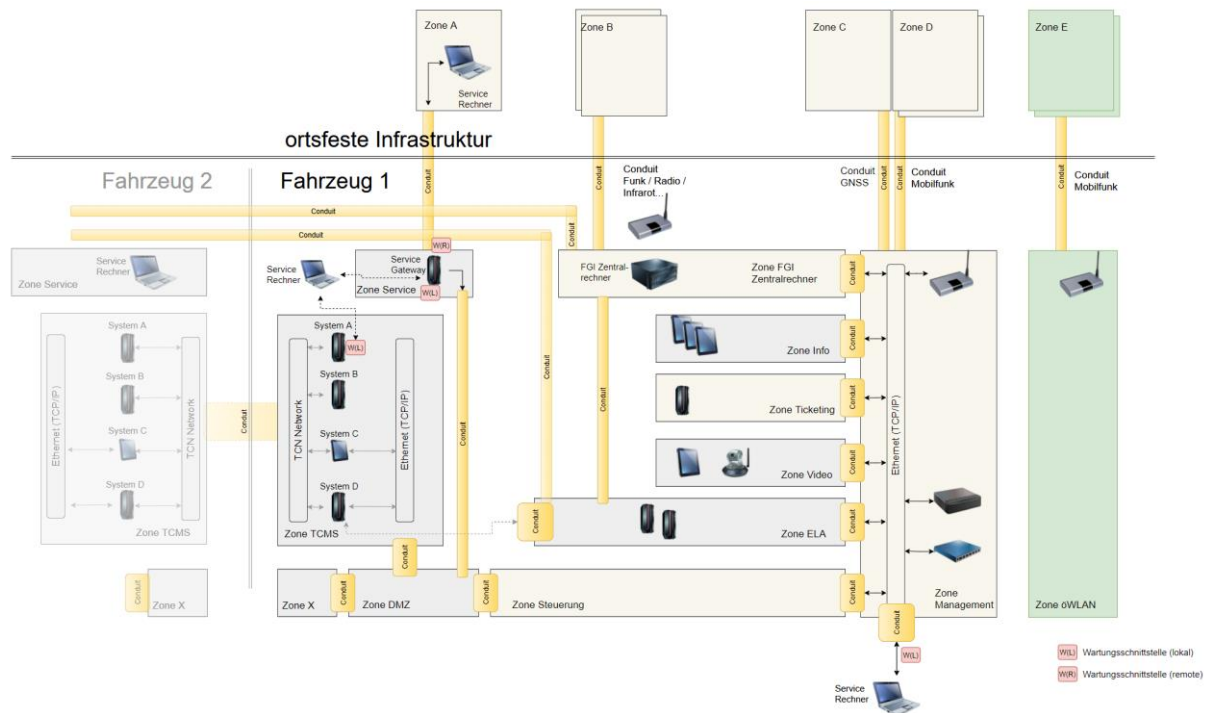 Zone A
Service
Rechner
Zone B
Zone C
Zone D
Zone E
ortsfeste Infrastruktur
Conduit
Conduit
Conduit
Conduit
Conduit
Fahrzeug 2
Fahrzeug 1
Conduit
Funk / Radio /
Infrarot...
Conduit
GNSS
Conduit
Mobilfunk
Conduit
Mobilfunk
Conduit
Conduit
Conduit
Conduit
Service
Rechner
Zone Service
Service
Rechner
W(R)
Service
Gateway
W(L)
Zone Service
FGI Zentral-
rechner
Zone FGI
Zentralrechner
Conduit
Ethernet (TCP/IP)
System A
System B
System C
System D
TCN Network
Zone TCMS
Conduit
TCN Network
System A
W(L)
System B
System C
System D
Ethernet (TCP/IP)
Zone TCMS
Conduit
Conduit
Zone Info
Conduit
Zone Ticketing
Conduit
Zone Video
Conduit
Conduit
Zone ELA
Conduit
Ethernet (TCP/IP)
Zone
Management
Zone öWLAN
Conduit
Conduit
Zone X
Zone X
Conduit
Zone DMZ
Conduit
Zone Steuerung
Conduit
Conduit
W(L)
Service
Rechner
W(L) Wartungsschnittstelle (lokal)
W(R) Wartungsschnittstelle (remote)